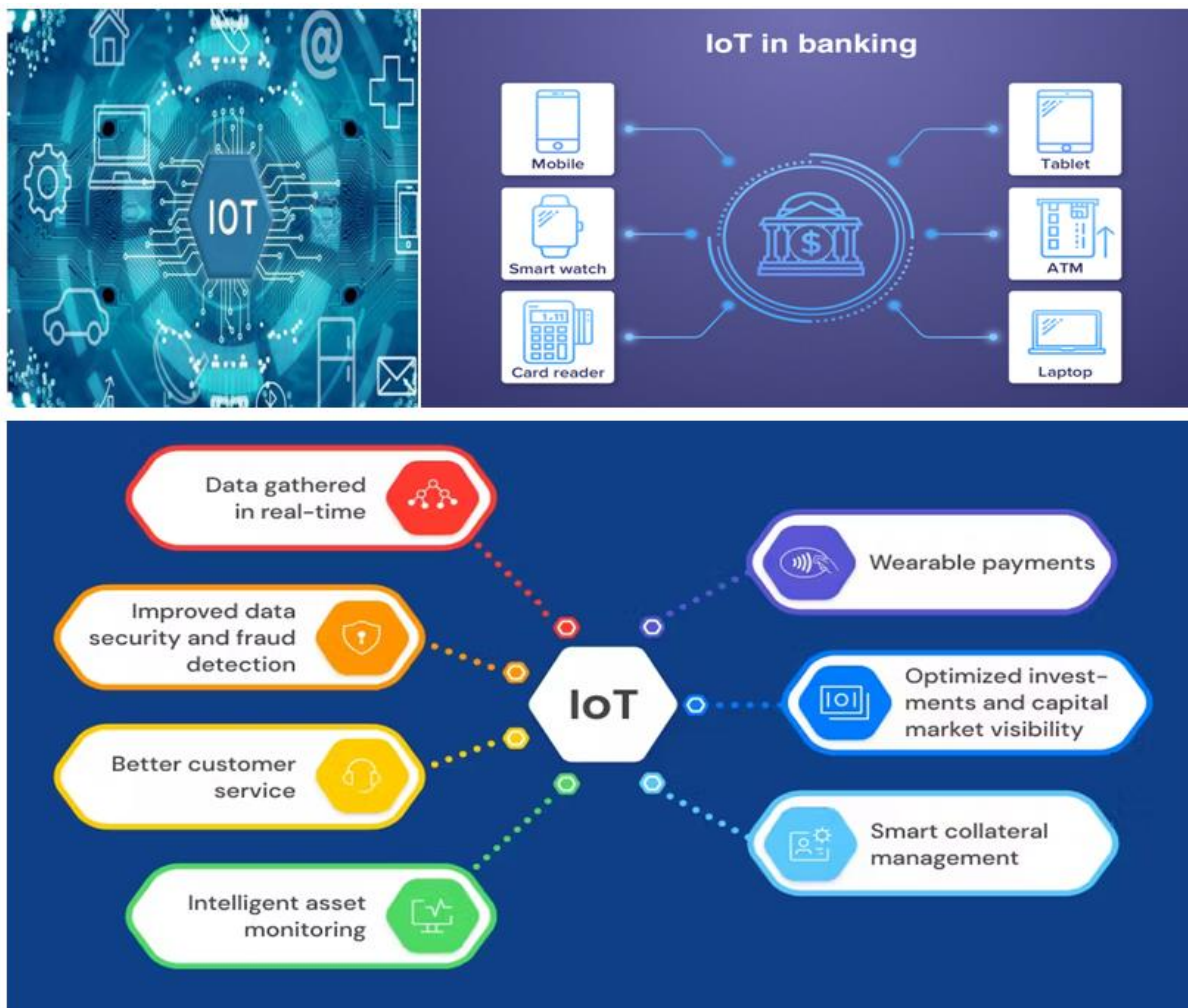 @
IOT
IoT in banking
Mobile
Tablet
Smart watch
$
ATM
1.11
Card reader
Laptop
Data gathered
in real-time
Wearable payments
Improved data
security and fraud
detection
IoT
Optimized invest-
ments and capital
market visibility
Better customer
service
Smart collateral
management
Intelligent asset
monitoring